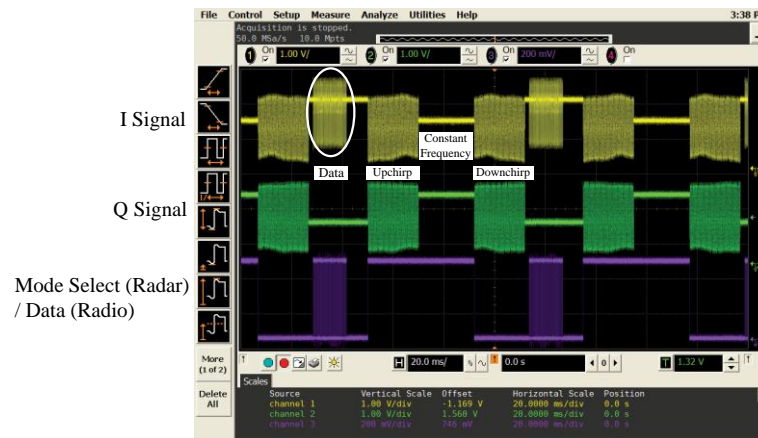 File Control Setup Measure Analyze Utilities Help 3:38 P
Acquisition is stopped.
50.0 MSa/s 10.0 Mpts
1 On 1.00 V/ 2 On 1.00 V/ 3 On 200 mV/ 4 On
I Signal
Constant
Frequency
Data Upchirp Downchirp
Q Signal
Mode Select (Radar)
/ Data (Radio)
More
(1 of 2)
Delete
All
H 20.0 ms/ 0.0 s 0 T 1.32 V
Scales
Source Vertical Scale Offset Horizontal Scale Position
channel 1 1.00 V/div -1.169 V 20.0000 ms/div 0.0 s
channel 2 1.00 V/div 1.560 V 20.0000 ms/div 0.0 s
channel 3 200 mV/div 746 mV 20.0000 ms/div 0.0 s